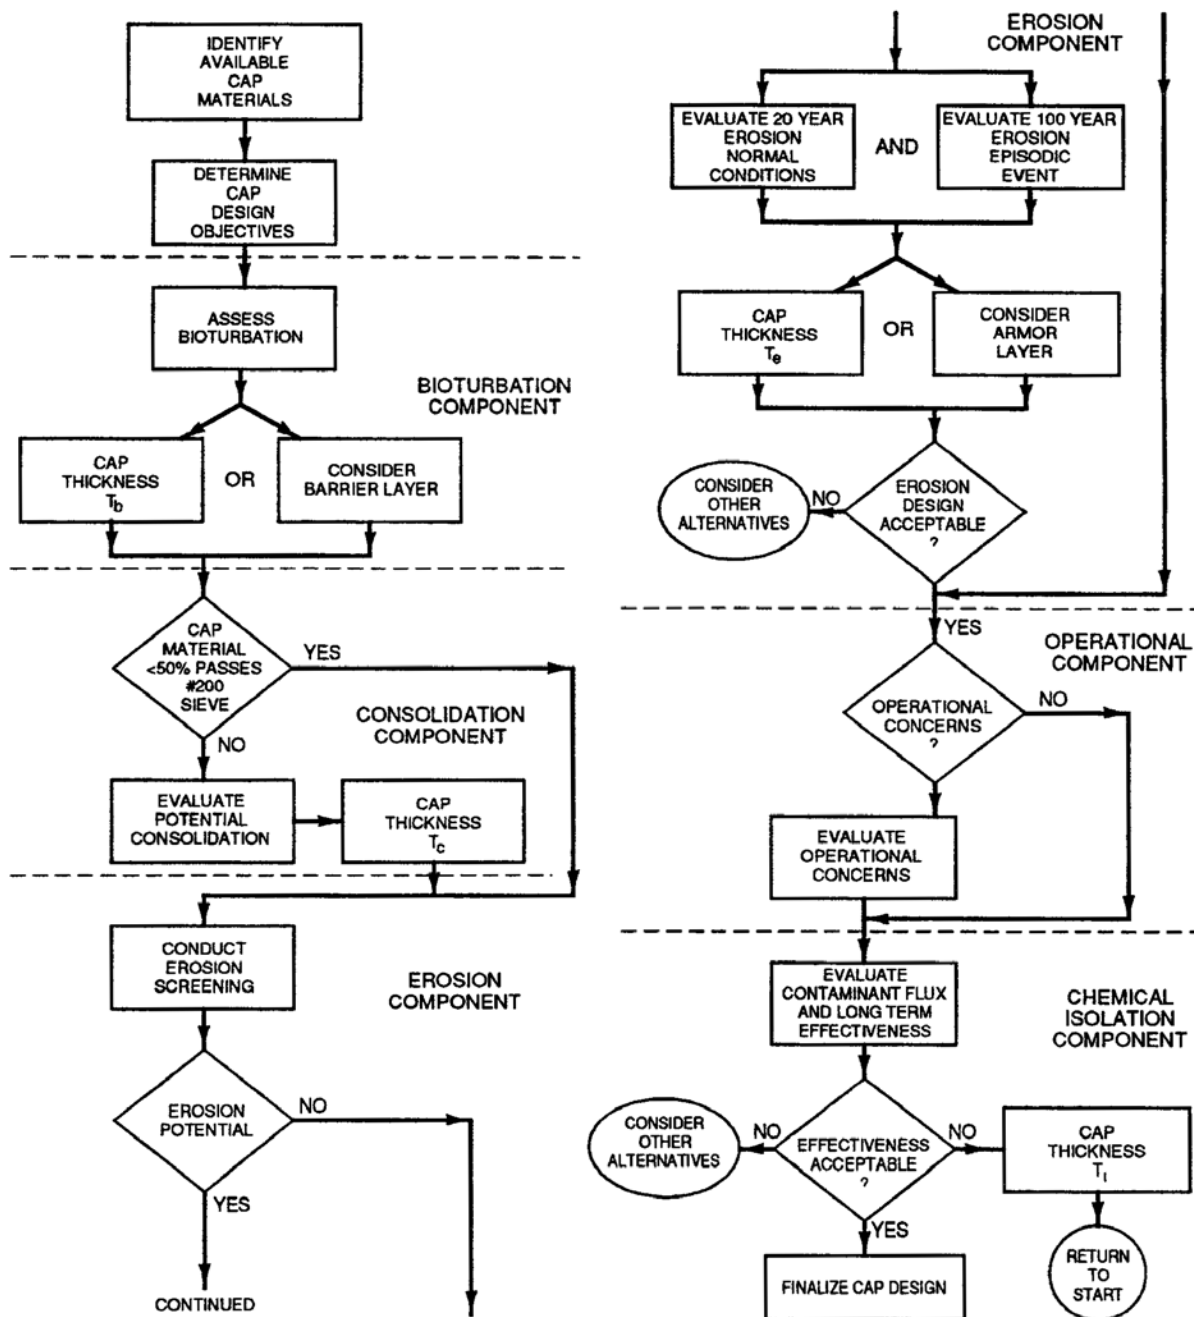 IDENTIFY
AVAILABLE
CAP
MATERIALS
DETERMINE
CAP
DESIGN
OBJECTIVES
ASSESS
BIOTURBATION
BIOTURBATION
COMPONENT
CAP
THICKNESS
Tb
OR
CONSIDER
BARRIER LAYER
CAP
MATERIAL
<50% PASSES
#200
SIEVE
YES
NO
CONSOLIDATION
COMPONENT
EVALUATE
POTENTIAL
CONSOLIDATION
CAP
THICKNESS
Tc
CONDUCT
EROSION
SCREENING
EROSION
COMPONENT
EROSION
POTENTIAL
NO
YES
CONTINUED
EROSION
COMPONENT
EVALUATE 20 YEAR
EROSION
NORMAL
CONDITIONS
AND
EVALUATE 100 YEAR
EROSION
EPISODIC
EVENT
CAP
THICKNESS
Te
OR
CONSIDER
ARMOR
LAYER
CONSIDER
OTHER
ALTERNATIVES
NO
EROSION
DESIGN
ACCEPTABLE
?
YES
OPERATIONAL
COMPONENT
OPERATIONAL
CONCERNS
?
NO
EVALUATE
OPERATIONAL
CONCERNS
EVALUATE
CONTAMINANT FLUX
AND LONG TERM
EFFECTIVENESS
CHEMICAL
ISOLATION
COMPONENT
CONSIDER
OTHER
ALTERNATIVES
NO
EFFECTIVENESS
ACCEPTABLE
?
NO
CAP
THICKNESS
Ti
YES
FINALIZE CAP DESIGN
RETURN
TO
START